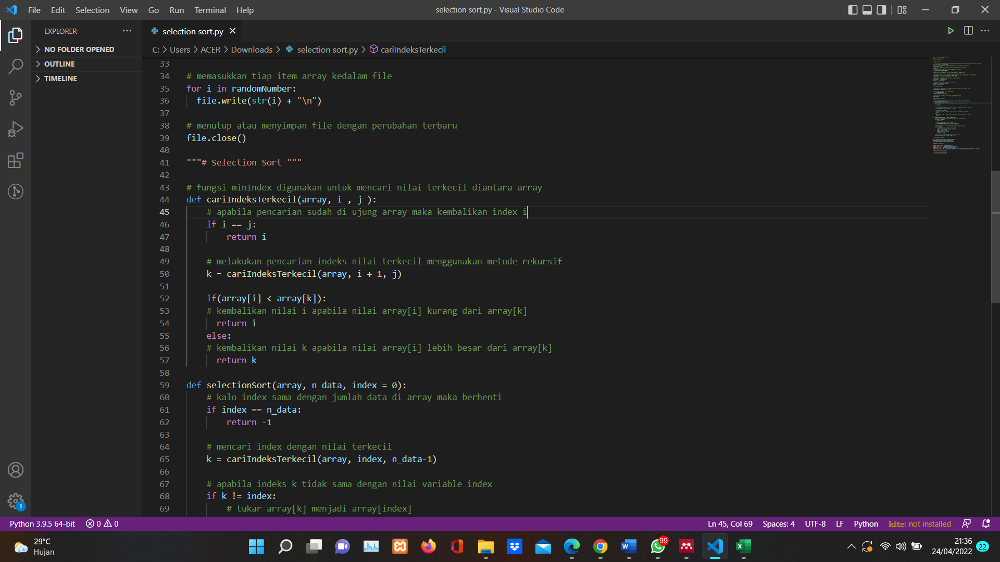 File Edit Selection View Go Run Terminal Help
selection sort.py - Visual Studio Code
EXPLORER
NO FOLDER OPENED
OUTLINE
TIMELINE
selection sort.py
C: > Users > ACER > Downloads > selection sort.py > cariIndeksTerkecil
33
34 # memasukkan tiap item array kedalam file
35 for i in randomNumber:
36 file.write(str(i) + "\n")
37
38 # menutup atau menyimpan file dengan perubahan terbaru
39 file.close()
40
41 """# Selection Sort """
42
43 # fungsi minIndex digunakan untuk mencari nilai terkecil diantara array
44 def cariIndeksTerkecil(array, i , j ):
45 # apabila pencarian sudah di ujung array maka kembalikan index i
46 if i == j:
47 return i
48
49 # melakukan pencarian indeks nilai terkecil menggunakan metode rekursif
50 k = cariIndeksTerkecil(array, i + 1, j)
51
52 if(array[i] < array[k]):
53 # kembalikan nilai i apabila nilai array[i] kurang dari array[k]
54 return i
55 else:
56 # kembalikan nilai k apabila nilai array[i] lebih besar dari array[k]
57 return k
58
59 def selectionSort(array, n_data, index = 0):
60 # kalo index sama dengan jumlah data di array maka berhenti
61 if index == n_data:
62 return -1
63
64 # mencari index dengan nilai terkecil
65 k = cariIndeksTerkecil(array, index, n_data-1)
66
67 # apabila indeks k tidak sama dengan nilai variable index
68 if k != index:
69 # tukar array[k] menjadi array[index]
1
Python 3.9.5 64-bit 0 0
Ln 45, Col 69 Spaces: 4 UTF-8 LF Python kite: not installed
29°C
Hujan
99
21:36
24/04/2022
22